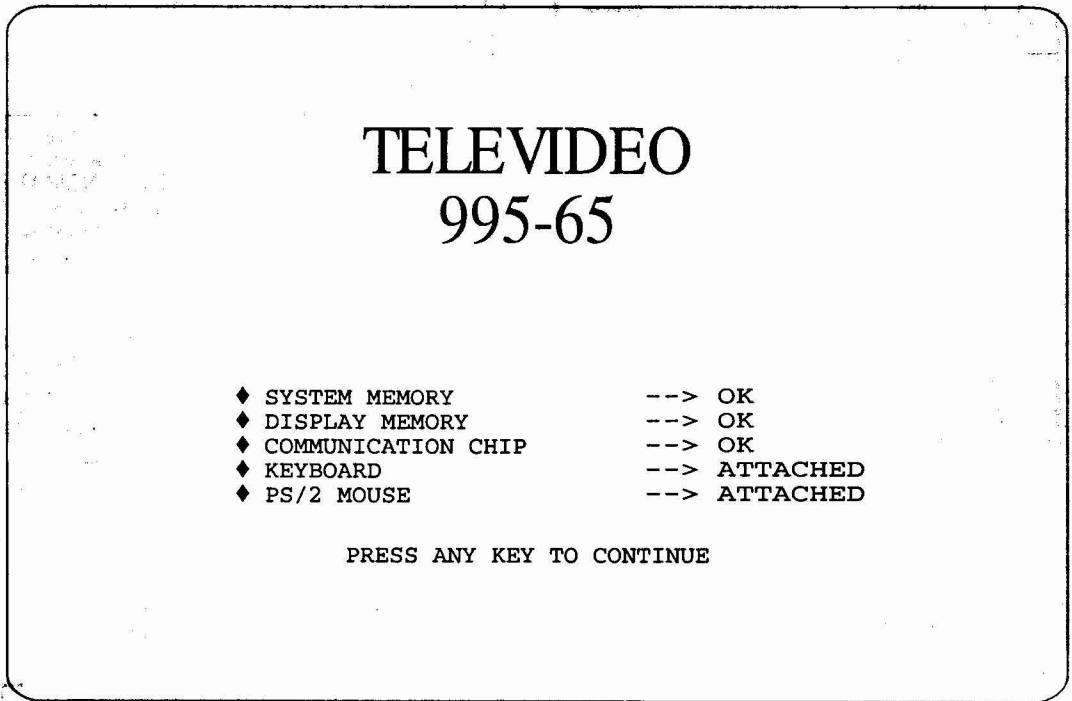 TELEVIDEO
995-65
♦ SYSTEM MEMORY --> OK
♦ DISPLAY MEMORY --> OK
♦ COMMUNICATION CHIP --> OK
♦ KEYBOARD --> ATTACHED
♦ PS/2 MOUSE --> ATTACHED
PRESS ANY KEY TO CONTINUE